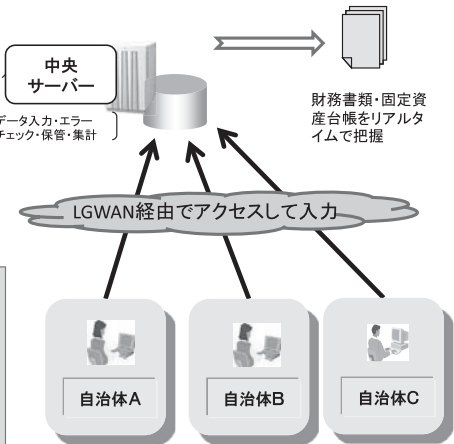 中央
サーバー
データ入力・エラー
チェック・保管・集計
財務書類・固定資
産台帳をリアルタ
イムで把握
LGWAN経由でアクセスして入力
自治体A
自治体B
自治体C